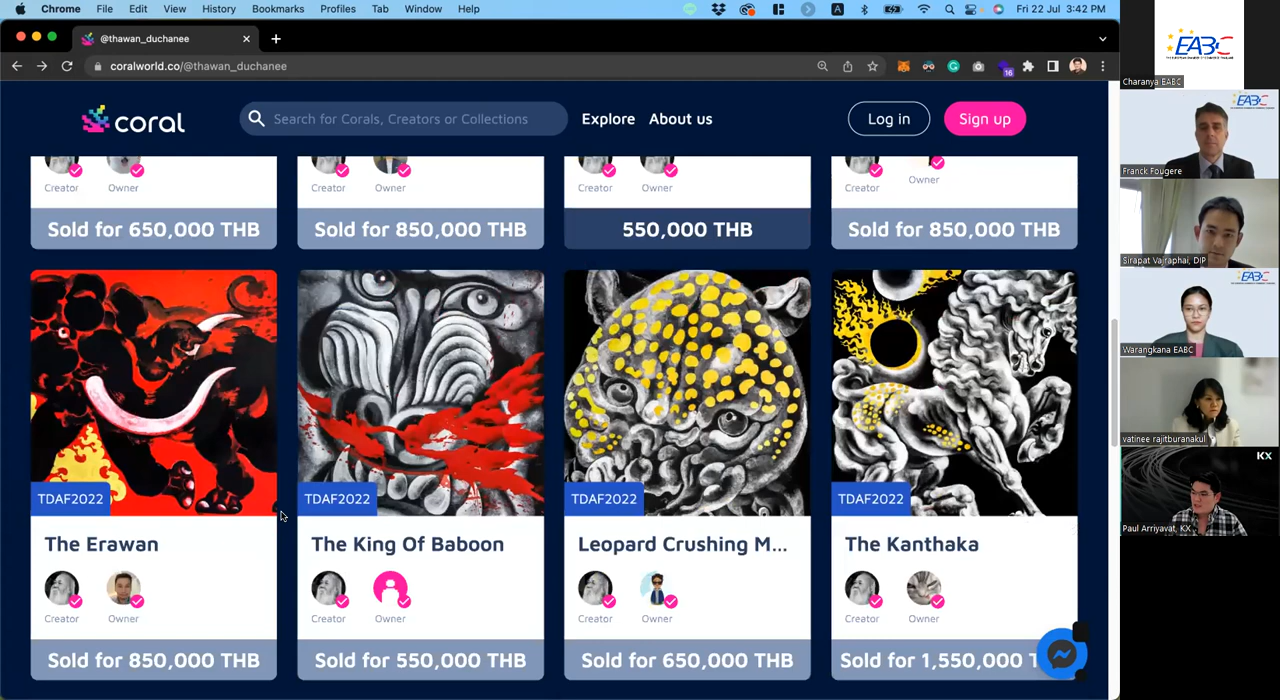 Chrome File Edit View History Bookmarks Profiles Tab Window Help
A
Fri 22 Jul 3:42 PM
@thawan_duchanee
coralworld.co/@thawan_duchanee
16
coral
Search for Corals, Creators or Collections
Explore
About us
Log in
Sign up
Creator Owner
Creator Owner
Creator Owner
Creator Owner
Sold for 650,000 THB
Sold for 850,000 THB
550,000 THB
Sold for 850,000 THB
TDAF2022
TDAF2022
TDAF2022
TDAF2022
The Erawan
The King Of Baboon
Leopard Crushing M...
The Kanthaka
Creator Owner
Creator Owner
Creator Owner
Creator Owner
Sold for 850,000 THB
Sold for 550,000 THB
Sold for 650,000 THB
Sold for 1,550,000 T
EABC
Charanya EABC
EABC
Franck Fougere
Sirapat Vajraphai, DIP
EABC
Warangkana EABC
vatinee rajitburanakul
KX
Paul Arriyavat, KX